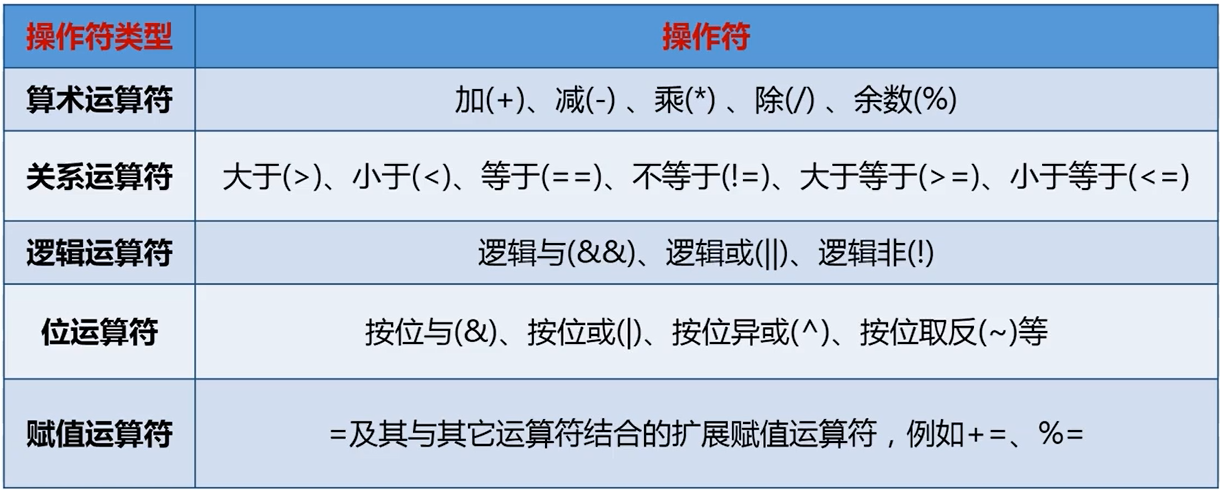 操作符类型 操作符
算术运算符 加(+)、减(-) 、乘(*) 、除(/) 、余数(%)
关系运算符 大于(>)、小于(<)、等于(==)、不等于(!=)、大于等于(>=)、小于等于(<=)
逻辑运算符 逻辑与(&&)、逻辑或(||)、逻辑非(!)
位运算符 按位与(&)、按位或(|)、按位异或(^)、按位取反(~)等
赋值运算符 =及其与其它运算符结合的扩展赋值运算符，例如+=、%=